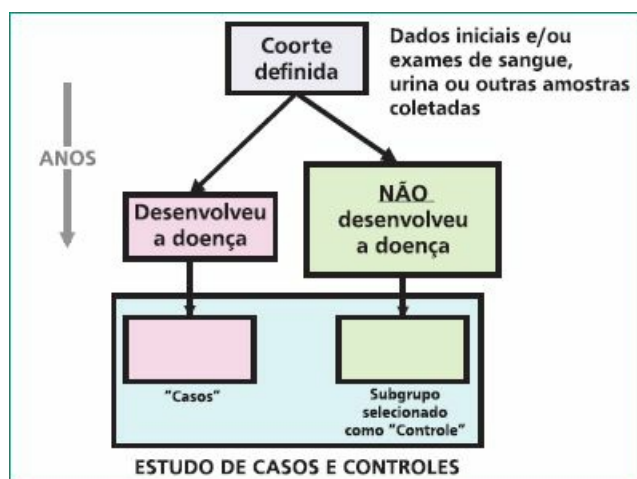 Coorte
definida
Dados iniciais e/ou
exames de sangue,
urina ou outras amostras
coletadas
ANOS
Desenvolveu
a doença
NÃO
desenvolveu
a doença
"Casos"
Subgrupo
selecionado
como "Controle"
ESTUDO DE CASOS E CONTROLES